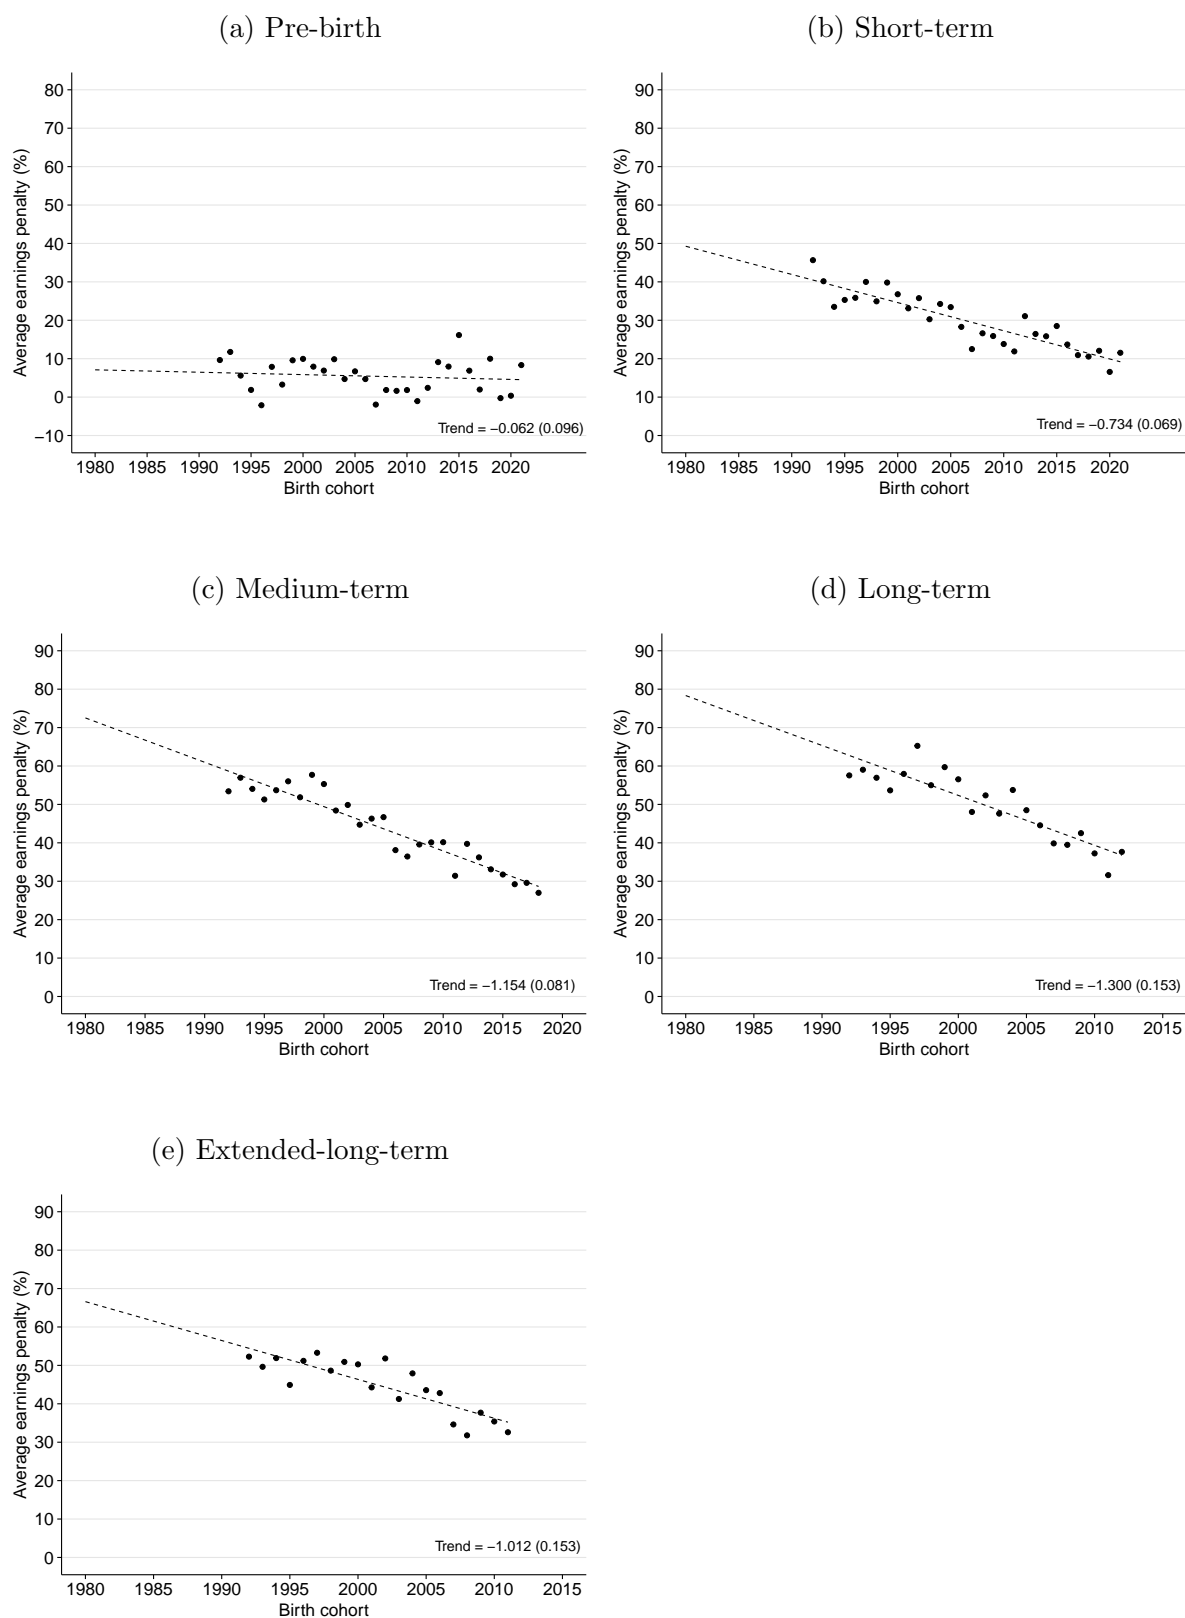 (a) Pre-birth
Average earnings penalty (%)
80
70
60
50
40
30
20
10
0
−10
Trend = −0.062 (0.096)
1980 1985 1990 1995 2000 2005 2010 2015 2020
Birth cohort
(b) Short-term
Average earnings penalty (%)
90
80
70
60
50
40
30
20
10
0
Trend = −0.734 (0.069)
1980 1985 1990 1995 2000 2005 2010 2015 2020
Birth cohort
(c) Medium-term
Average earnings penalty (%)
90
80
70
60
50
40
30
20
10
0
Trend = −1.154 (0.081)
1980 1985 1990 1995 2000 2005 2010 2015 2020
Birth cohort
(d) Long-term
Average earnings penalty (%)
90
80
70
60
50
40
30
20
10
0
Trend = −1.300 (0.153)
1980 1985 1990 1995 2000 2005 2010 2015
Birth cohort
(e) Extended-long-term
Average earnings penalty (%)
90
80
70
60
50
40
30
20
10
0
Trend = −1.012 (0.153)
1980 1985 1990 1995 2000 2005 2010 2015
Birth cohort